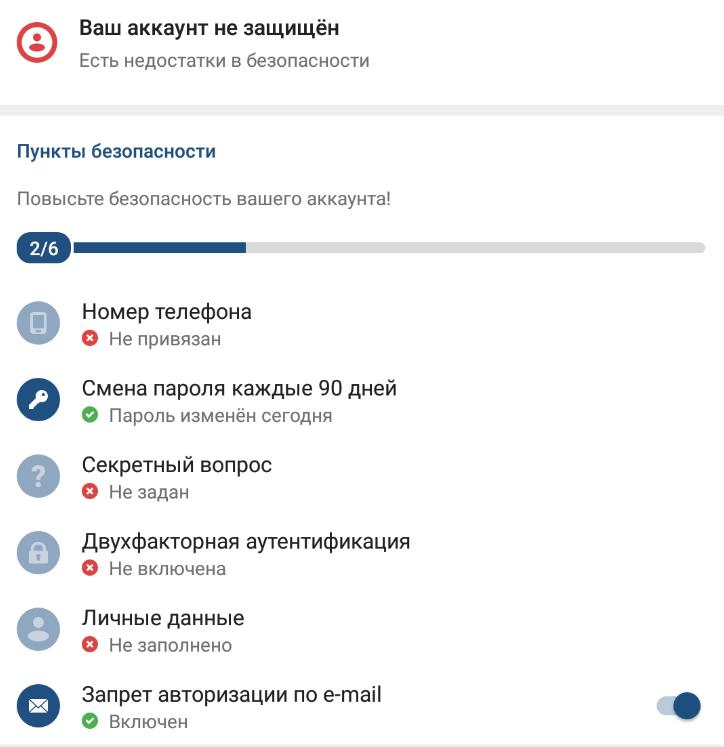 Ваш аккаунт не защищён
Есть недостатки в безопасности
Пункты безопасности
Повысьте безопасность вашего аккаунта!
2/6
Номер телефона
Не привязан
Смена пароля каждые 90 дней
Пароль изменён сегодня
Секретный вопрос
Не задан
Двухфакторная аутентификация
Не включена
Личные данные
Не заполнено
Запрет авторизации по e-mail
Включен